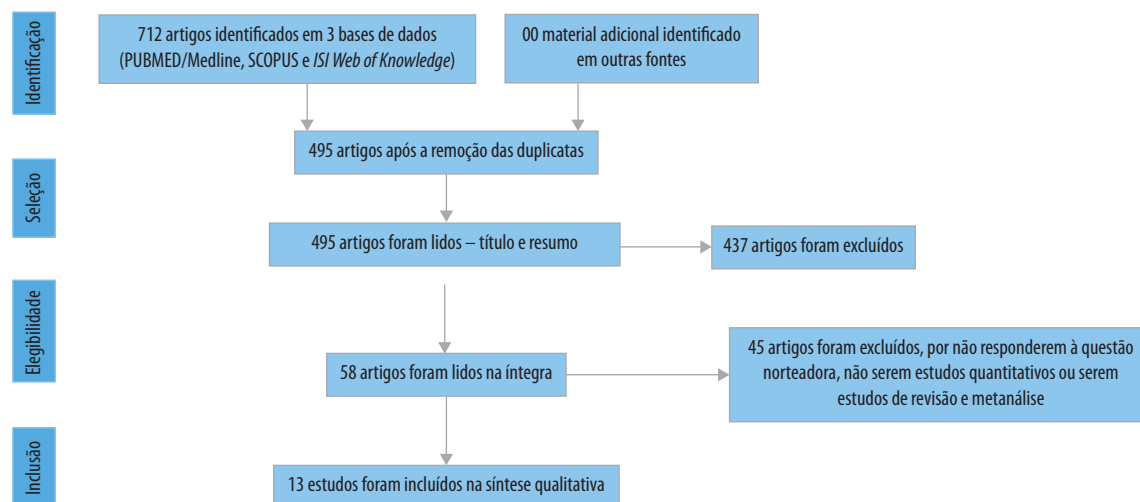 Identificação
712 artigos identificados em 3 bases de dados
(PUBMED/Medline, SCOPUS e ISI Web of Knowledge)
00 material adicional identificado
em outras fontes
495 artigos após a remoção das duplicatas
Seleção
495 artigos foram lidos – título e resumo
437 artigos foram excluídos
Elegibilidade
58 artigos foram lidos na íntegra
45 artigos foram excluídos, por não responderem à questão
norteadora, não serem estudos quantitativos ou serem
estudos de revisão e metanálise
Inclusão
13 estudos foram incluídos na síntese qualitativa